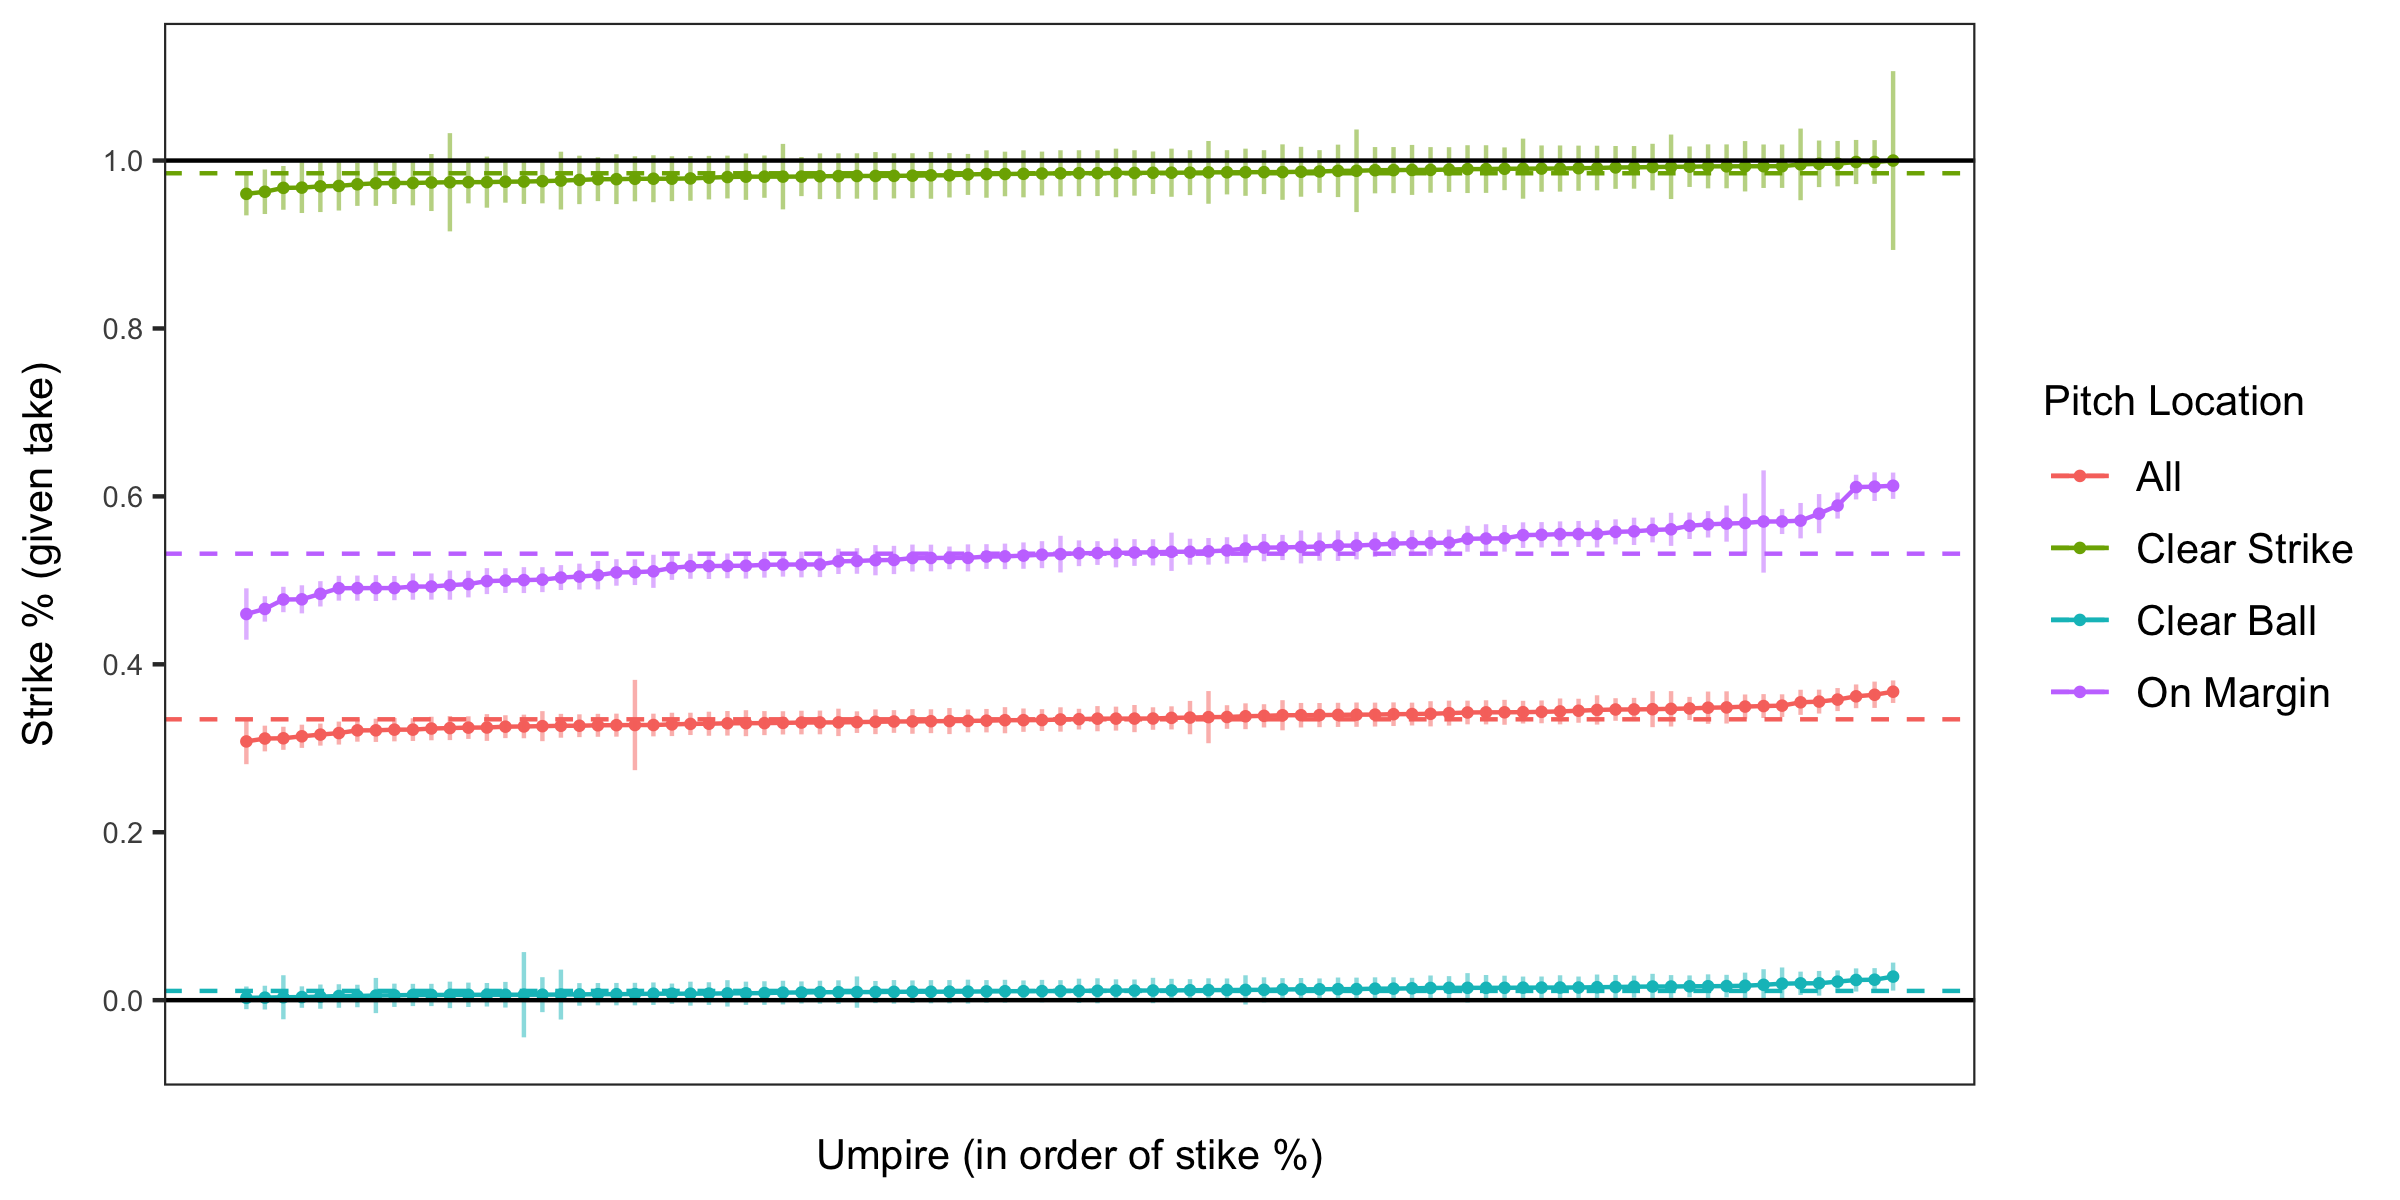 Strike % (given take)
1.0
0.8
0.6
0.4
0.2
0.0
Umpire (in order of stike %)
Pitch Location
All
Clear Strike
Clear Ball
On Margin